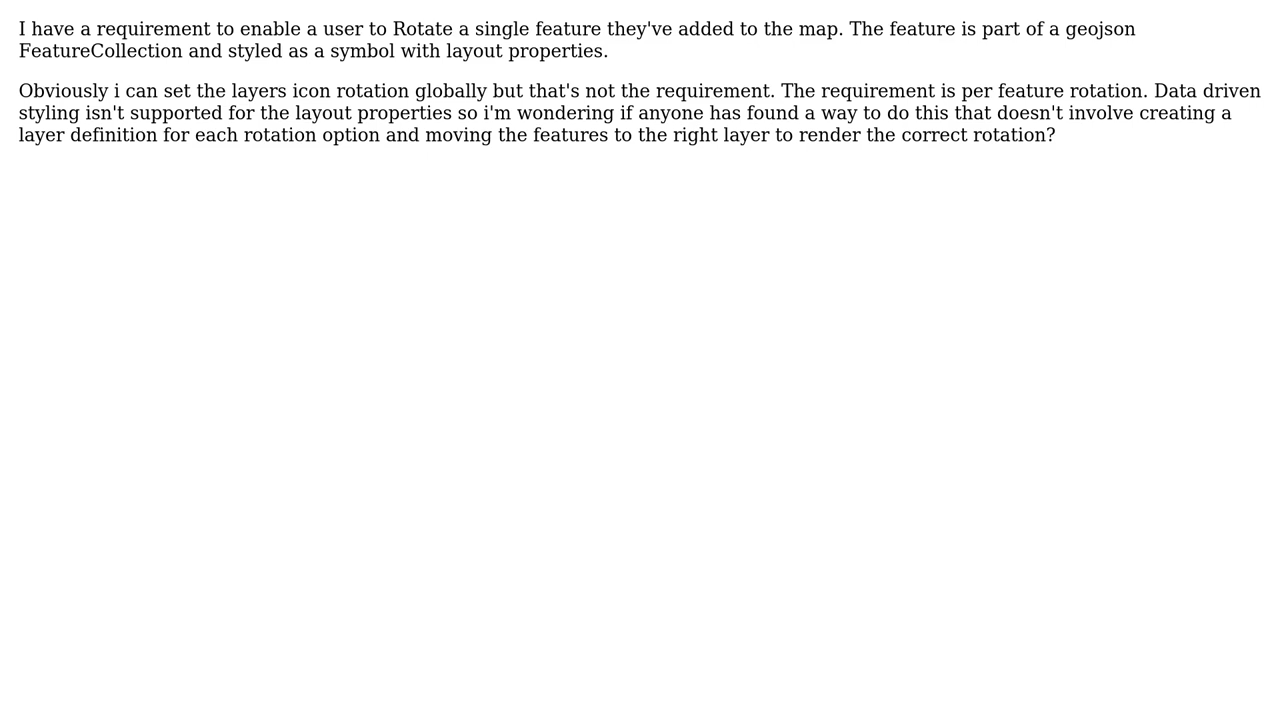 I have a requirement to enable a user to Rotate a single feature they've added to the map. The feature is part of a geojson
FeatureCollection and styled as a symbol with layout properties.
Obviously i can set the layers icon rotation globally but that's not the requirement. The requirement is per feature rotation. Data driven
styling isn't supported for the layout properties so i'm wondering if anyone has found a way to do this that doesn't involve creating a
layer definition for each rotation option and moving the features to the right layer to render the correct rotation?